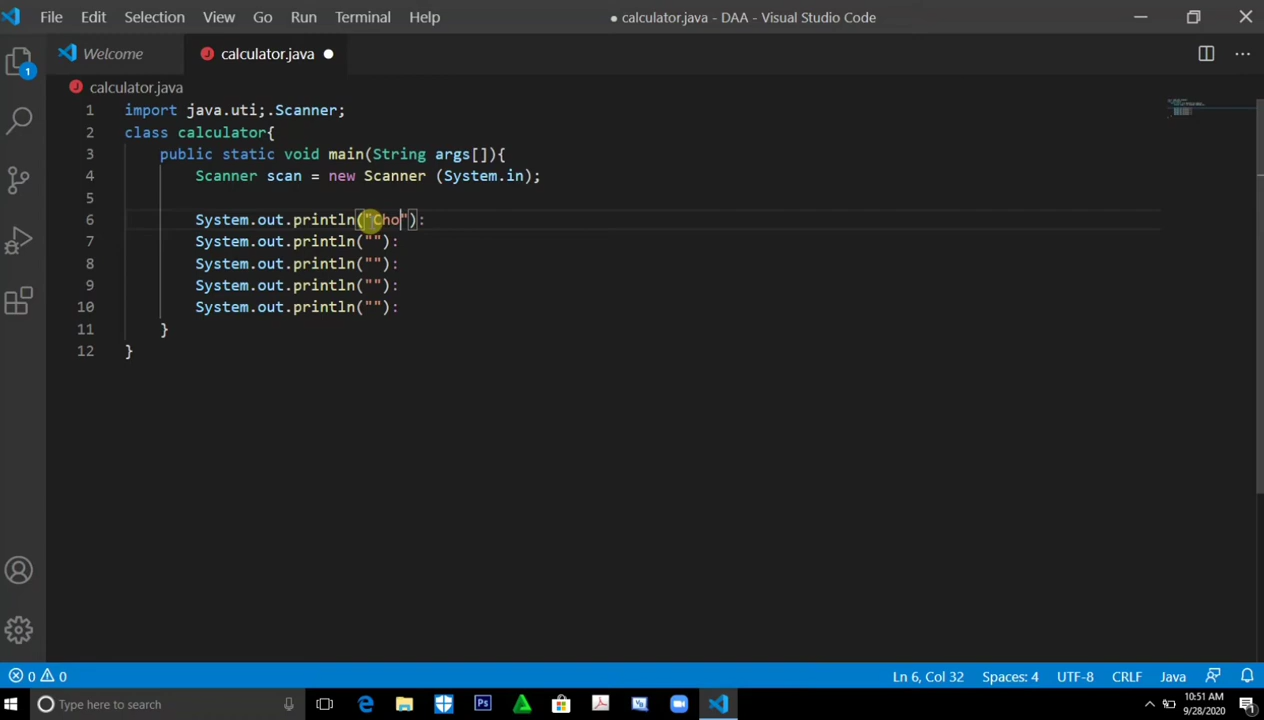 File Edit Selection View Go Run Terminal Help ● calculator.java - DAA - Visual Studio Code
Welcome calculator.java
calculator.java
1 import java.uti;.Scanner;
2 class calculator{
3 public static void main(String args[]){
4 Scanner scan = new Scanner (System.in);
5
6 System.out.println("Cho"):
7 System.out.println(""):
8 System.out.println(""):
9 System.out.println(""):
10 System.out.println(""):
11 }
12 }
1
0 0 Ln 6, Col 32 Spaces: 4 UTF-8 CRLF Java
Type here to search
Ps
10:51 AM
9/28/2020
1